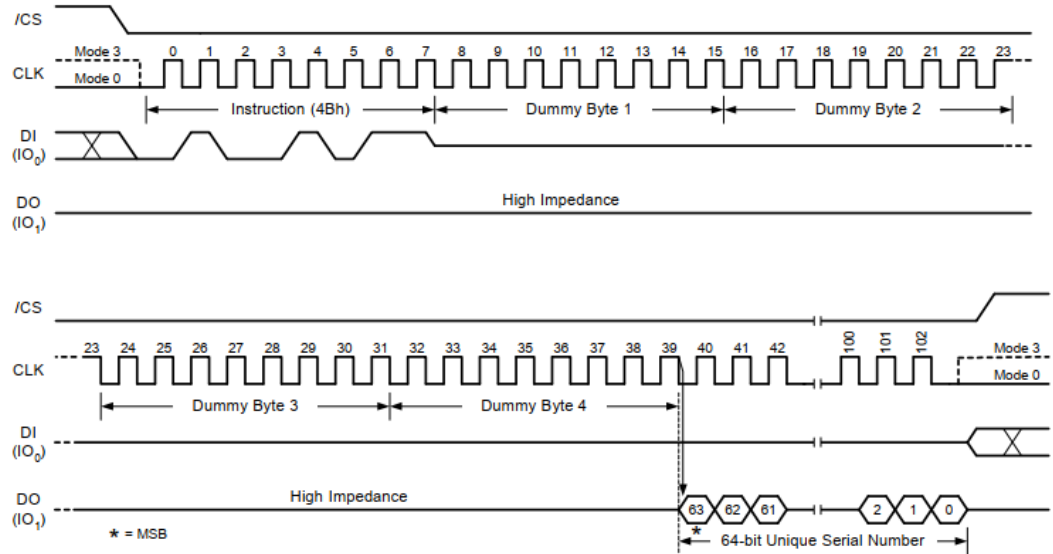 /CS
Mode 3 0 1 2 3 4 5 6 7 8 9 10 11 12 13 14 15 16 17 18 19 20 21 22 23
CLK
Mode 0
Instruction (4Bh) Dummy Byte 1 Dummy Byte 2
DI
(IO0)
DO High Impedance
(IO1)
/CS
23 24 25 26 27 28 29 30 31 32 33 34 35 36 37 38 39 40 41 42 100 101 102 Mode 3
CLK Mode 0
Dummy Byte 3 Dummy Byte 4
DI
(IO0)
DO High Impedance 63 62 61 2 1 0
(IO1)
* = MSB * 64-bit Unique Serial Number